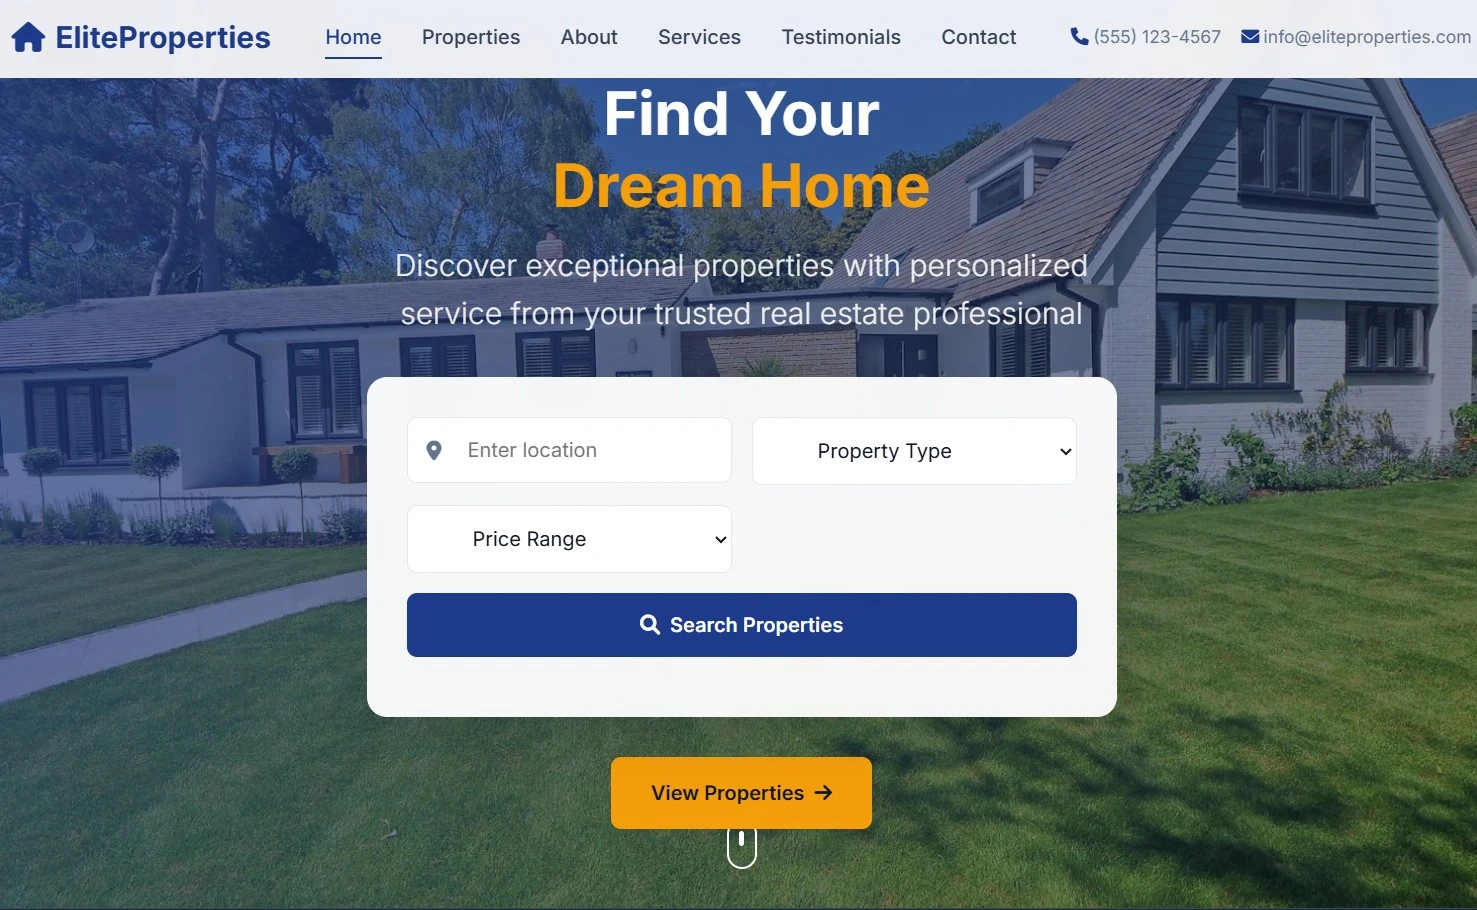 EliteProperties
Home
Properties
About
Services
Testimonials
Contact
(555) 123-4567
info@eliteproperties.com
Find Your
Dream Home
Discover exceptional properties with personalized
service from your trusted real estate professional
Enter location
Property Type
Price Range
Search Properties
View Properties